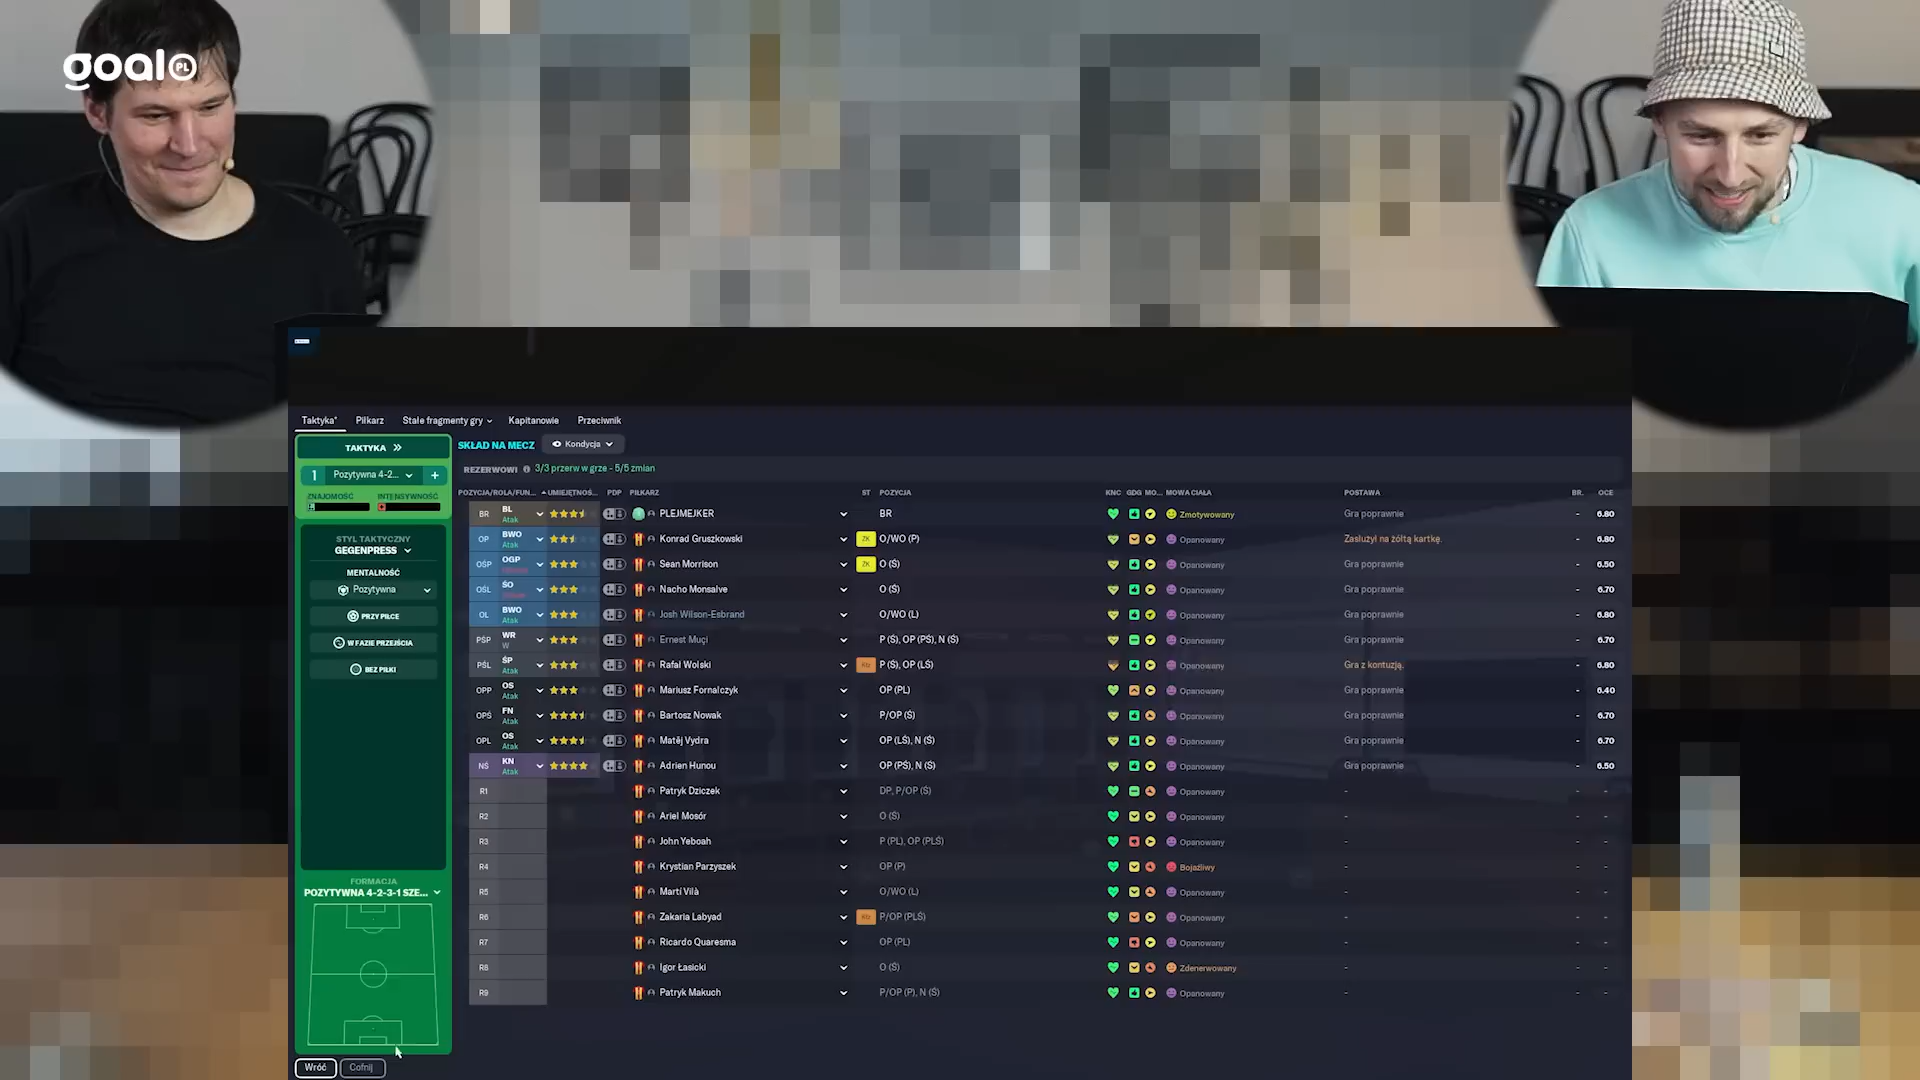 goal PL
Taktyka* Piłkarz Stałe fragmenty gry Kapitanowie Przeciwnik
TAKTYKA SKŁAD NA MECZ Kondycja
1 Pozytywna 4-2... + REZERWOWI 3/3 przerw w grze - 5/5 zmian
ZNAJOMOŚĆ INTENSYWNOŚĆ
POZYCJA/ROLA/FUN... UMIEJĘTNOŚ... PDP PIŁKARZ ST POZYCJA KNC GDG MO... MOWA CIAŁA POSTAWA BR. OCE
BR BL Atak PLEJMEJKER BR Zmotywowany Gra poprawnie - 6.80
OP BWO Atak Konrad Gruszkowski ŻK O/WO (P) Opanowany Zasłużył na żółtą kartkę. - 6.80
OŚP OGP Sean Morrison ŻK O (Ś) Opanowany Gra poprawnie - 6.50
OŚL ŚO Nacho Monsalve O (Ś) Opanowany Gra poprawnie - 6.70
OL BWO Atak Josh Wilson-Esbrand O/WO (L) Opanowany Gra poprawnie - 6.80
PŚP WR W Ernest Muçi P (Ś), OP (PŚ), N (Ś) Opanowany Gra poprawnie - 6.70
PŚL ŚP Atak Rafał Wolski P (Ś), OP (LŚ) Opanowany Gra z kontuzją. - 6.80
OPP OS Atak Mariusz Fornalczyk OP (PL) Opanowany Gra poprawnie - 6.40
OPŚ FN Atak Bartosz Nowak P/OP (Ś) Opanowany Gra poprawnie - 6.70
OPL OS Atak Matěj Vydra OP (LŚ), N (Ś) Opanowany Gra poprawnie - 6.70
NŚ KN Atak Adrien Hunou OP (PŚ), N (Ś) Opanowany Gra poprawnie - 6.50
R1 Patryk Dziczek DP, P/OP (Ś) Opanowany - - -
R2 Ariel Mosór O (Ś) Opanowany - - -
R3 John Yeboah P (PL), OP (PLŚ) Opanowany - - -
R4 Krystian Parzyszek OP (P) Bojaźliwy - - -
R5 Martí Vilà O/WO (L) Opanowany - - -
R6 Zakaria Labyad P/OP (PLŚ) Opanowany - - -
R7 Ricardo Quaresma OP (PL) Opanowany - - -
R8 Igor Łasicki O (Ś) Zdenerwowany - - -
R9 Patryk Makuch P/OP (P), N (Ś) Opanowany - - -
STYL TAKTYCZNY
GEGENPRESS
MENTALNOŚĆ
Pozytywna
PRZY PIŁCE
W FAZIE PRZEJŚCIA
BEZ PIŁKI
FORMACJA
POZYTYWNA 4-2-3-1 SZE...
Wróć Cofnij